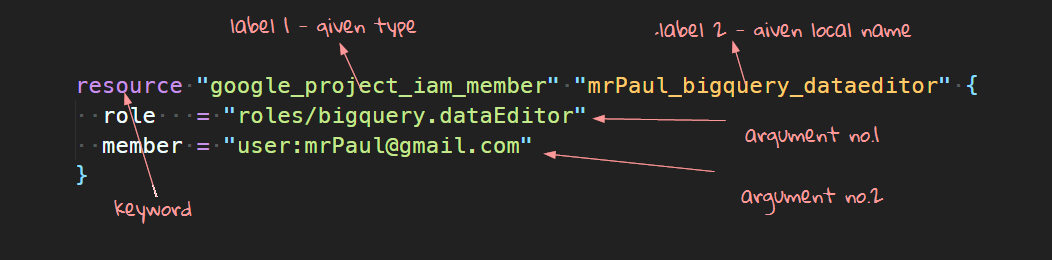 label 1 - given type
.label 2 - given local name
resource "google_project_iam_member" "mrPaul_bigquery_dataeditor" {
role = "roles/bigquery.dataEditor"
argument no.1
member = "user:mrPaul@gmail.com"
}
argument no.2
keyword